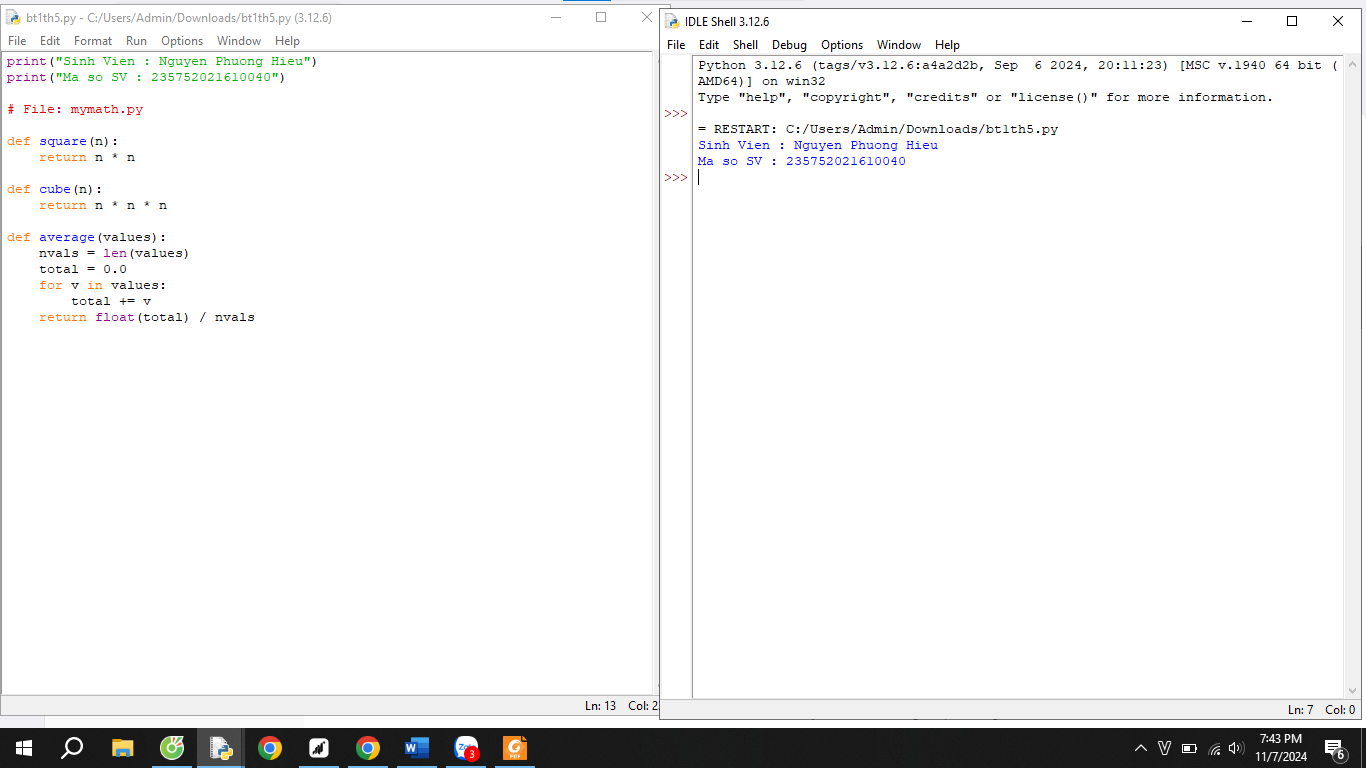 bt1th5.py - C:/Users/Admin/Downloads/bt1th5.py (3.12.6)
File Edit Format Run Options Window Help
print("Sinh Vien : Nguyen Phuong Hieu")
print("Ma so SV : 235752021610040")
# File: mymath.py
def square(n):
    return n * n
def cube(n):
    return n * n * n
def average(values):
    nvals = len(values)
    total = 0.0
    for v in values:
        total += v
    return float(total) / nvals
Ln: 13 Col:
IDLE Shell 3.12.6
File Edit Shell Debug Options Window Help
Python 3.12.6 (tags/v3.12.6:a4a2d2b, Sep  6 2024, 20:11:23) [MSC v.1940 64 bit (
AMD64)] on win32
Type "help", "copyright", "credits" or "license()" for more information.
>>>
= RESTART: C:/Users/Admin/Downloads/bt1th5.py
Sinh Vien : Nguyen Phuong Hieu
Ma so SV : 235752021610040
>>>
Ln: 7 Col: 0
7:43 PM
11/7/2024
3
6